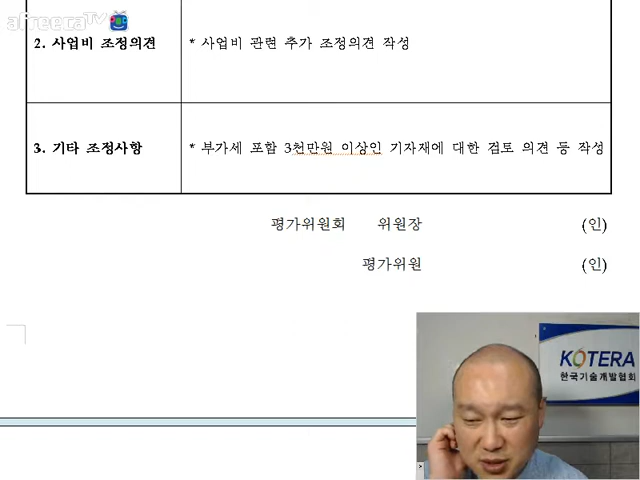 afreecaTV
2. 사업비 조정의견
* 사업비 관련 추가 조정의견 작성
3. 기타 조정사항
* 부가세 포함 3천만원 이상인 기자재에 대한 검토 의견 등 작성
평가위원회 위원장 (인)
평가위원 (인)
KOTERA
한국기술개발협회